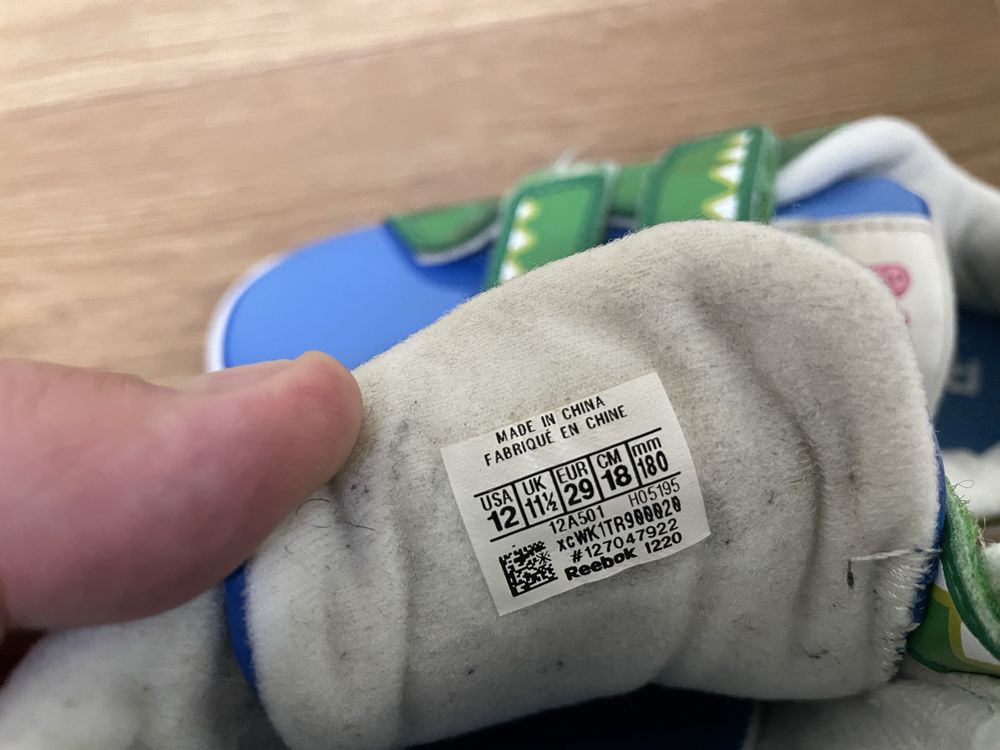 MADE IN CHINA
FABRIQUÉ EN CHINE
USA UK EUR CM mm
12 11½ 29 18 180
12A501 H05195
XCWK1TR900020
#127047922
Reebok I220
R